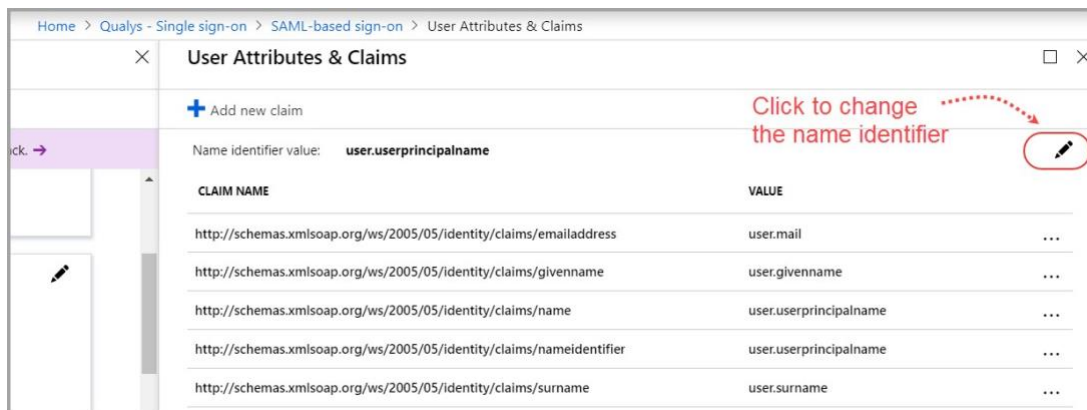 Home > Qualys - Single sign-on > SAML-based sign-on > User Attributes & Claims
User Attributes & Claims
Add new claim
Click to change
the name identifier
ck. →
Name identifier value: user.userprincipalname
CLAIM NAME VALUE
http://schemas.xmlsoap.org/ws/2005/05/identity/claims/emailaddress user.mail ...
http://schemas.xmlsoap.org/ws/2005/05/identity/claims/givenname user.givenname ...
http://schemas.xmlsoap.org/ws/2005/05/identity/claims/name user.userprincipalname ...
http://schemas.xmlsoap.org/ws/2005/05/identity/claims/nameidentifier user.userprincipalname ...
http://schemas.xmlsoap.org/ws/2005/05/identity/claims/surname user.surname ...